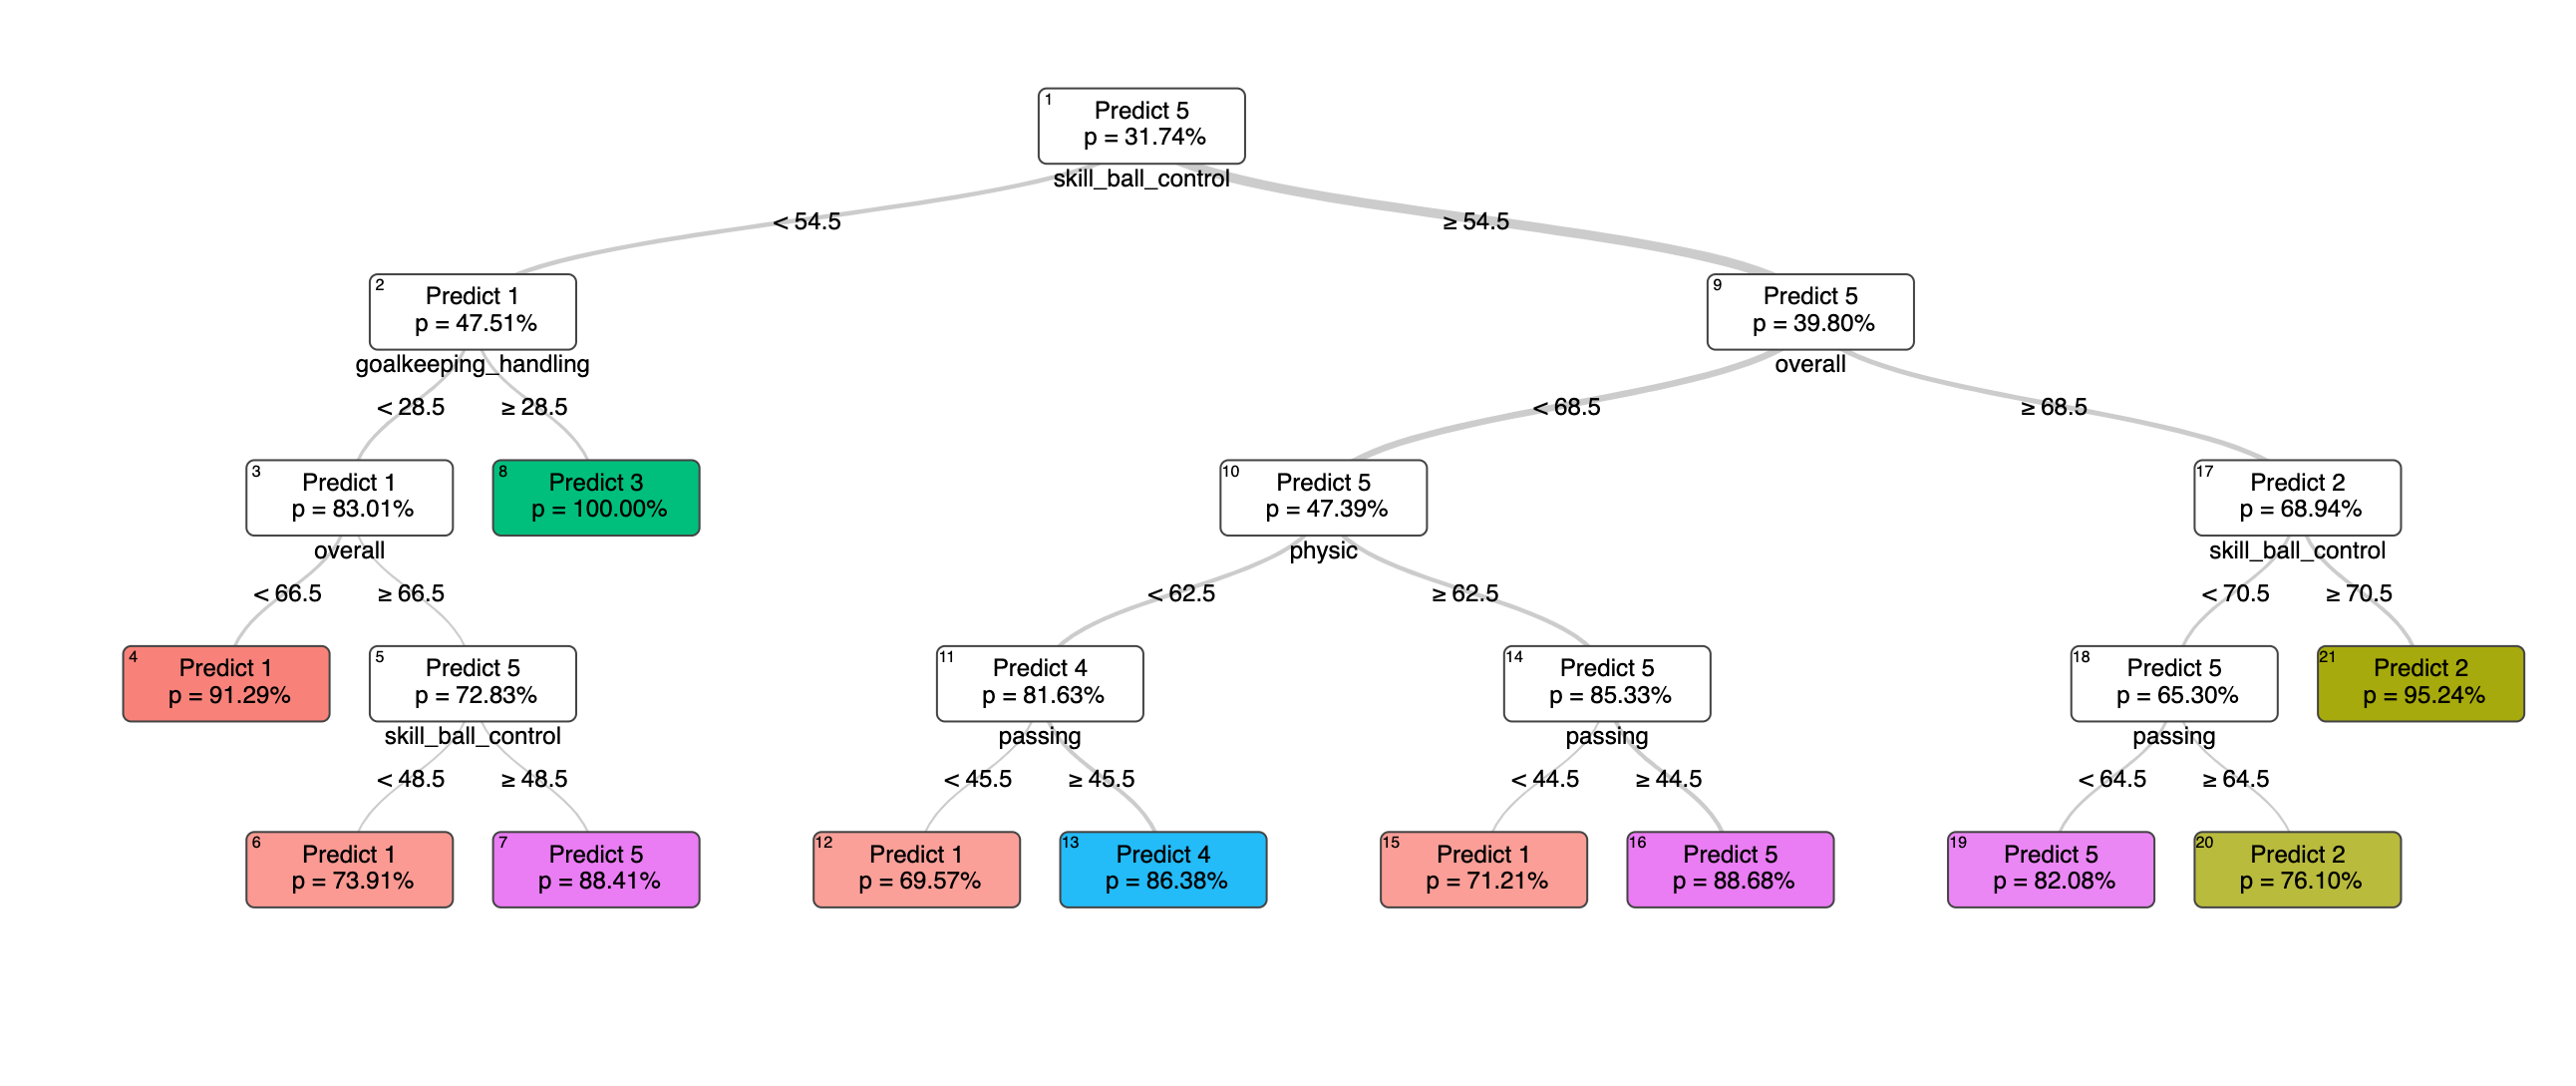 1
Predict 5
p = 31.74%
skill_ball_control
< 54.5
≥ 54.5
2
Predict 1
p = 47.51%
goalkeeping_handling
9
Predict 5
p = 39.80%
overall
< 28.5
≥ 28.5
< 68.5
≥ 68.5
3
Predict 1
p = 83.01%
overall
8
Predict 3
p = 100.00%
10
Predict 5
p = 47.39%
physic
17
Predict 2
p = 68.94%
skill_ball_control
< 66.5
≥ 66.5
< 62.5
≥ 62.5
< 70.5
≥ 70.5
4
Predict 1
p = 91.29%
5
Predict 5
p = 72.83%
skill_ball_control
11
Predict 4
p = 81.63%
passing
14
Predict 5
p = 85.33%
passing
18
Predict 5
p = 65.30%
passing
21
Predict 2
p = 95.24%
< 48.5
≥ 48.5
< 45.5
≥ 45.5
< 44.5
≥ 44.5
< 64.5
≥ 64.5
6
Predict 1
p = 73.91%
7
Predict 5
p = 88.41%
12
Predict 1
p = 69.57%
13
Predict 4
p = 86.38%
15
Predict 1
p = 71.21%
16
Predict 5
p = 88.68%
19
Predict 5
p = 82.08%
20
Predict 2
p = 76.10%